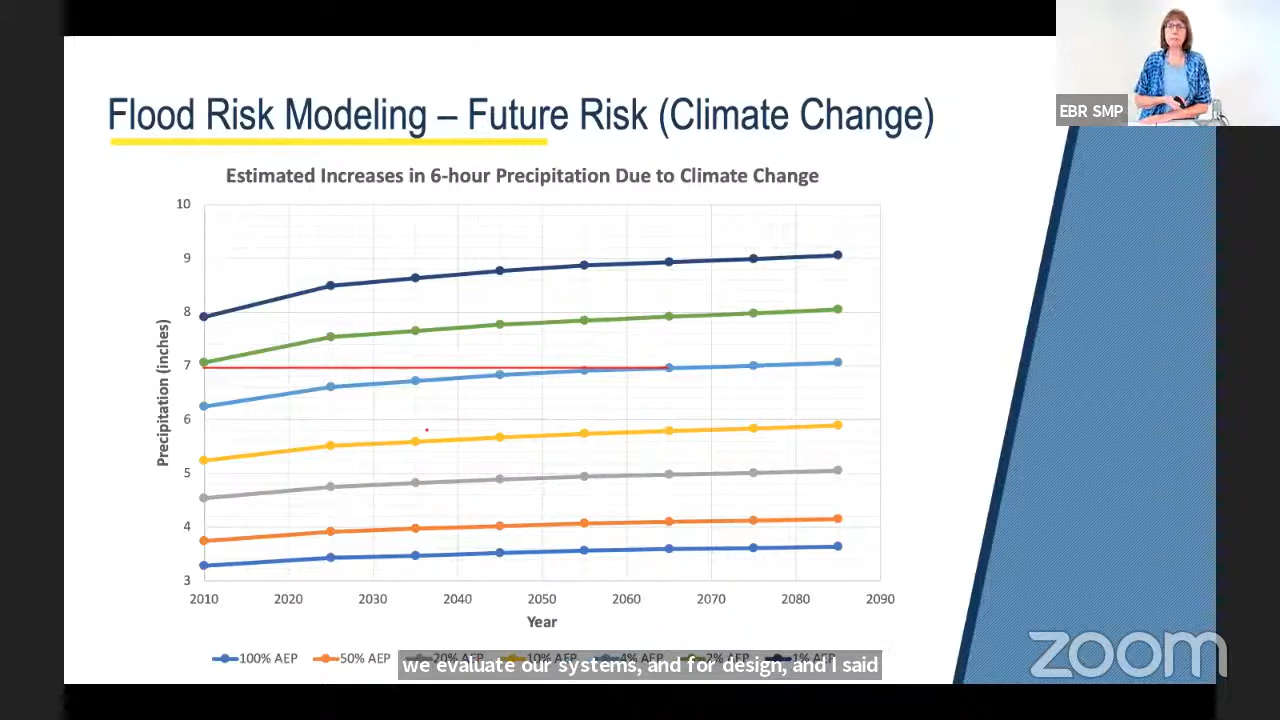 EBR SMP
Flood Risk Modeling – Future Risk (Climate Change)
Estimated Increases in 6-hour Precipitation Due to Climate Change
Precipitation (inches)
10
9
8
7
6
5
4
3
2010 2020 2030 2040 2050 2060 2070 2080 2090
Year
100% AEP 50% AEP 20% AEP 10% AEP 4% AEP 2% AEP 1% AEP
we evaluate our systems, and for design, and I said
zoom